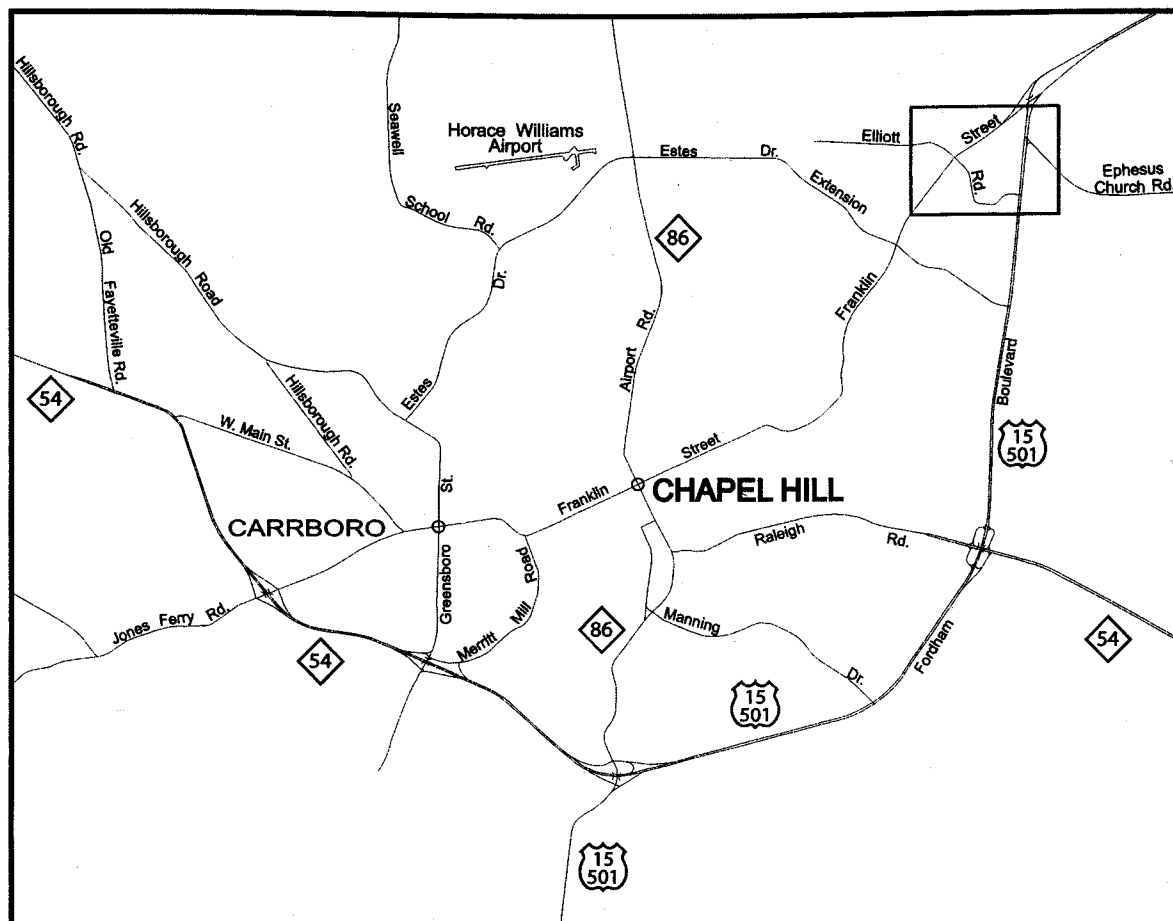 Hillsborough Rd.
Seawell
School Rd.
Horace Williams
Airport
Elliott
Rd.
Street
Estes Dr.
Extension
Ephesus
Church Rd.
Hillsborough Road
Old
Fayetteville Rd.
86
Franklin
Dr.
Estes
Airport Rd.
Boulevard
54
Hillsborough Rd.
W. Main St.
15
501
Street
Franklin
CHAPEL HILL
St.
CARRBORO
Greensboro
Raleigh Rd.
Road
Mill
Merritt
Jones Ferry Rd.
86
Manning
Dr.
54
54
Fordham
15
501
15
501